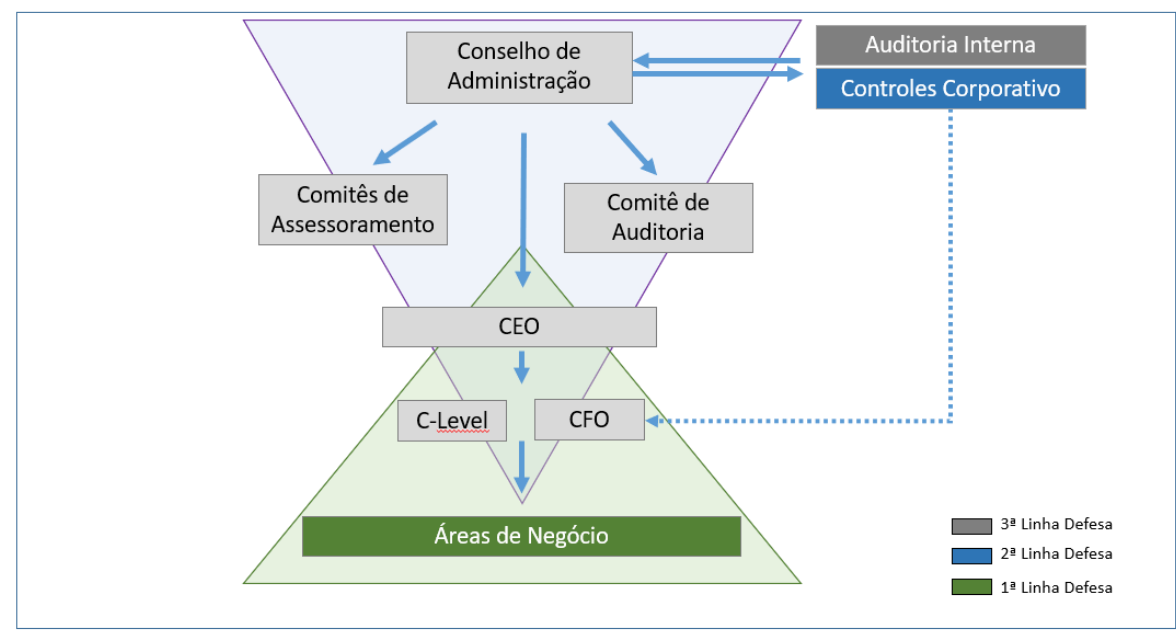 Conselho de
Administração
Auditoria Interna
Controles Corporativo
Comitês de
Assessoramento
Comitê de
Auditoria
CEO
C-Level
CFO
Áreas de Negócio
3ª Linha Defesa
2ª Linha Defesa
1ª Linha Defesa